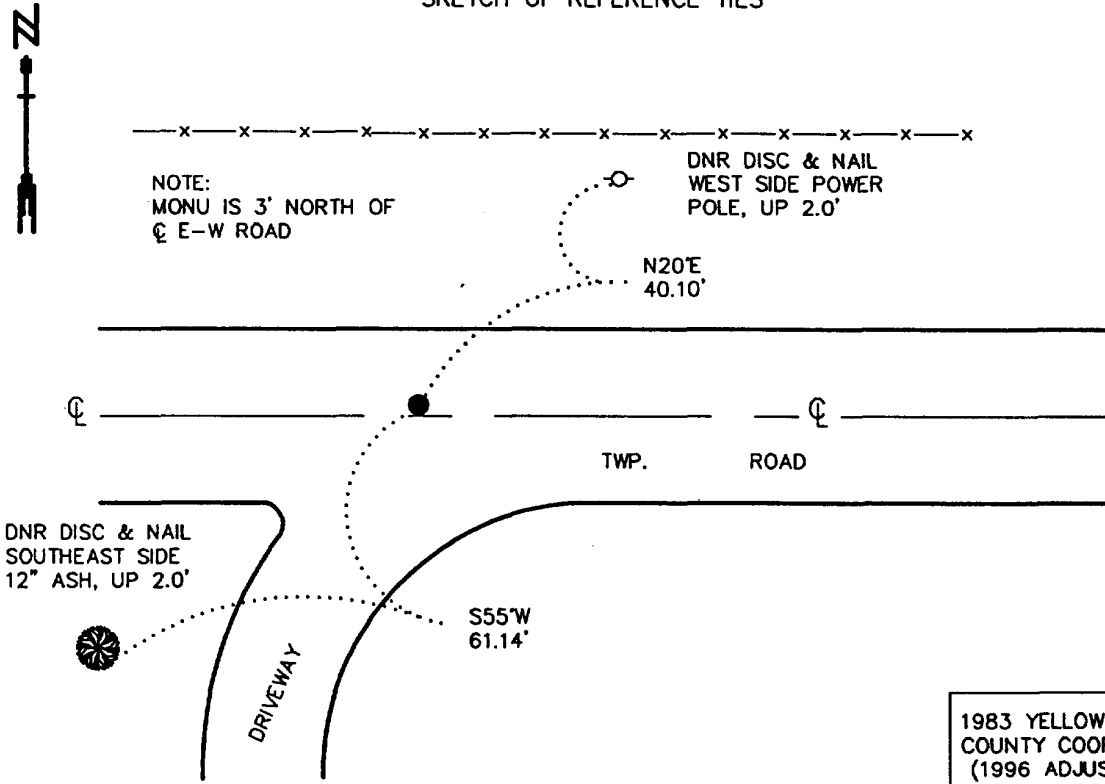 SKETCH OF REFERENCE TIES
N
DNR DISC & NAIL
WEST SIDE POWER
POLE, UP 2.0'
NOTE:
MONU IS 3' NORTH OF
℄ E-W ROAD
N20°E
40.10'
℄
℄
TWP. ROAD
DNR DISC & NAIL
SOUTHEAST SIDE
12" ASH, UP 2.0'
S55°W
61.14'
DRIVEWAY
1983 YELLOW
COUNTY
(1996